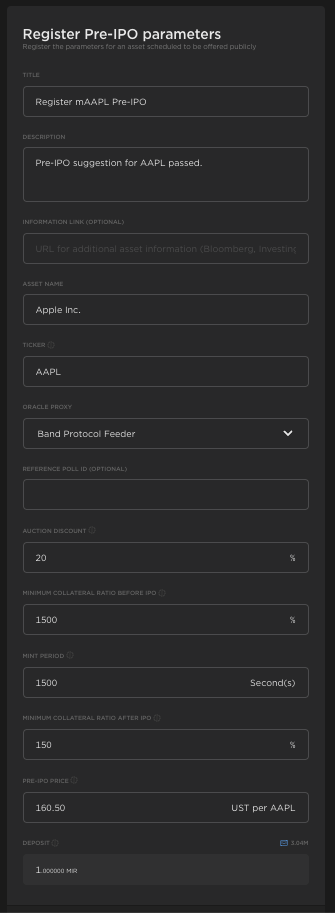 Register Pre-IPO parameters
Register the parameters for an asset scheduled to be offered publicly
TITLE
Register mAAPL Pre-IPO
DESCRIPTION
Pre-IPO suggestion for AAPL passed.
INFORMATION LINK (OPTIONAL)
URL for additional asset information (Bloomberg, Investing
ASSET NAME
Apple Inc.
TICKER
AAPL
ORACLE PROXY
Band Protocol Feeder
REFERENCE POLL ID (OPTIONAL)
AUCTION DISCOUNT
20 %
MINIMUM COLLATERAL RATIO BEFORE IPO
1500 %
MINT PERIOD
1500 Second(s)
MINIMUM COLLATERAL RATIO AFTER IPO
150 %
PRE-IPO PRICE
160.50 UST per AAPL
DEPOSIT 3.04M
1.000000 MIR